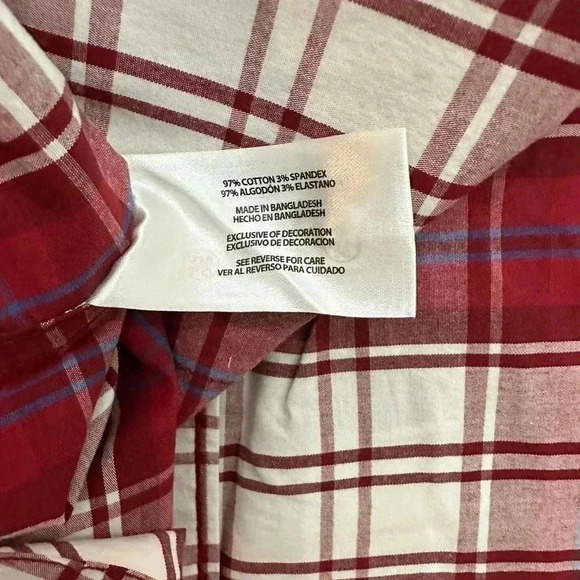 97% COTTON 3% SPANDEX
97% ALGODÓN 3% ELASTANO
MADE IN BANGLADESH
HECHO EN BANGLADESH
EXCLUSIVE OF DECORATION
EXCLUSIVO DE DECORACION
SEE REVERSE FOR CARE
VER AL REVERSO PARA CUIDADO